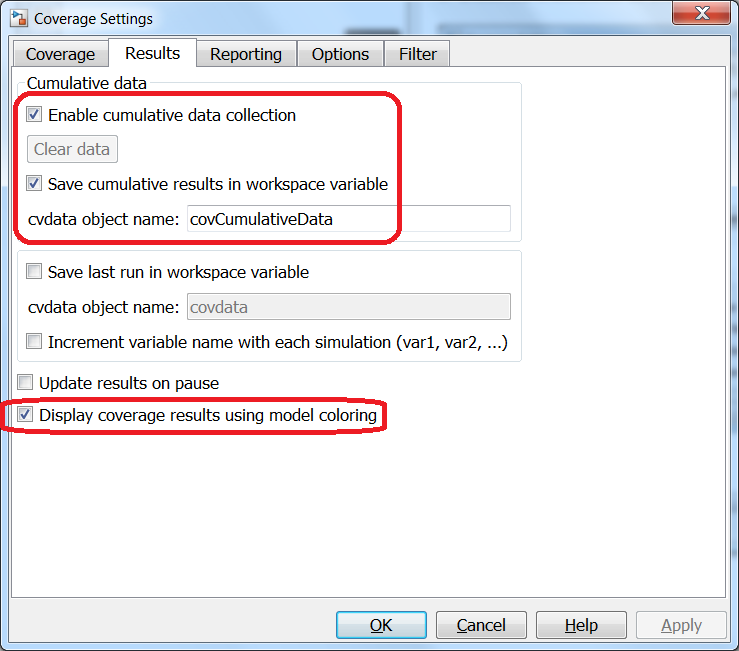 Coverage Settings
Coverage Results Reporting Options Filter
Cumulative data
Enable cumulative data collection
Clear data
Save cumulative results in workspace variable
cvdata object name: covCumulativeData
Save last run in workspace variable
cvdata object name: covdata
Increment variable name with each simulation (var1, var2, ...)
Update results on pause
Display coverage results using model coloring
OK Cancel Help Apply